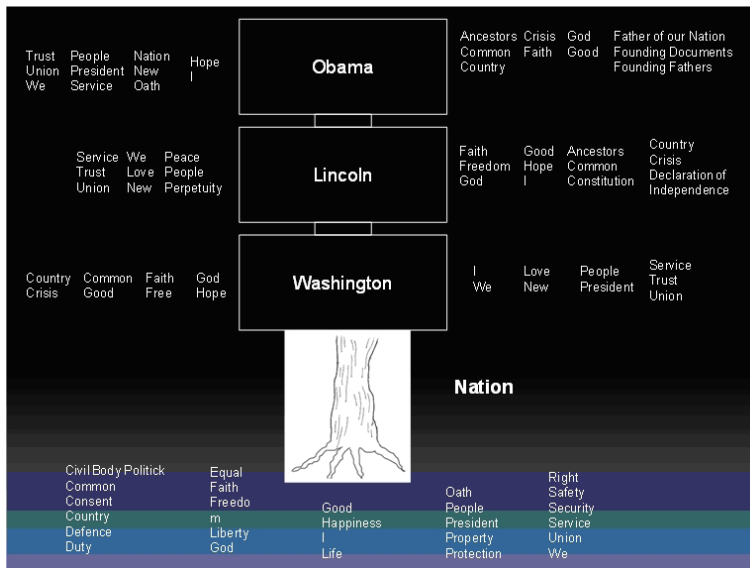 Trust People Nation Hope
Union President New I
We Service Oath
Obama
Ancestors Crisis God Father of our Nation
Common Faith Good Founding Documents
Country Founding Fathers
Service We Peace
Trust Love People
Union New Perpetuity
Lincoln
Faith Good Ancestors Country
Freedom Hope Common Crisis
God I Constitution Declaration of
Independence
Country Common Faith God
Crisis Good Free Hope
Washington
I Love People Service
We New President Trust
Union
Nation
Civil Body Politick
Common
Consent
Country
Defence
Duty
Equal
Faith
Freedo
m
Liberty
God
Good
Happiness
I
Life
Oath
People
President
Property
Protection
Right
Safety
Security
Service
Union
We